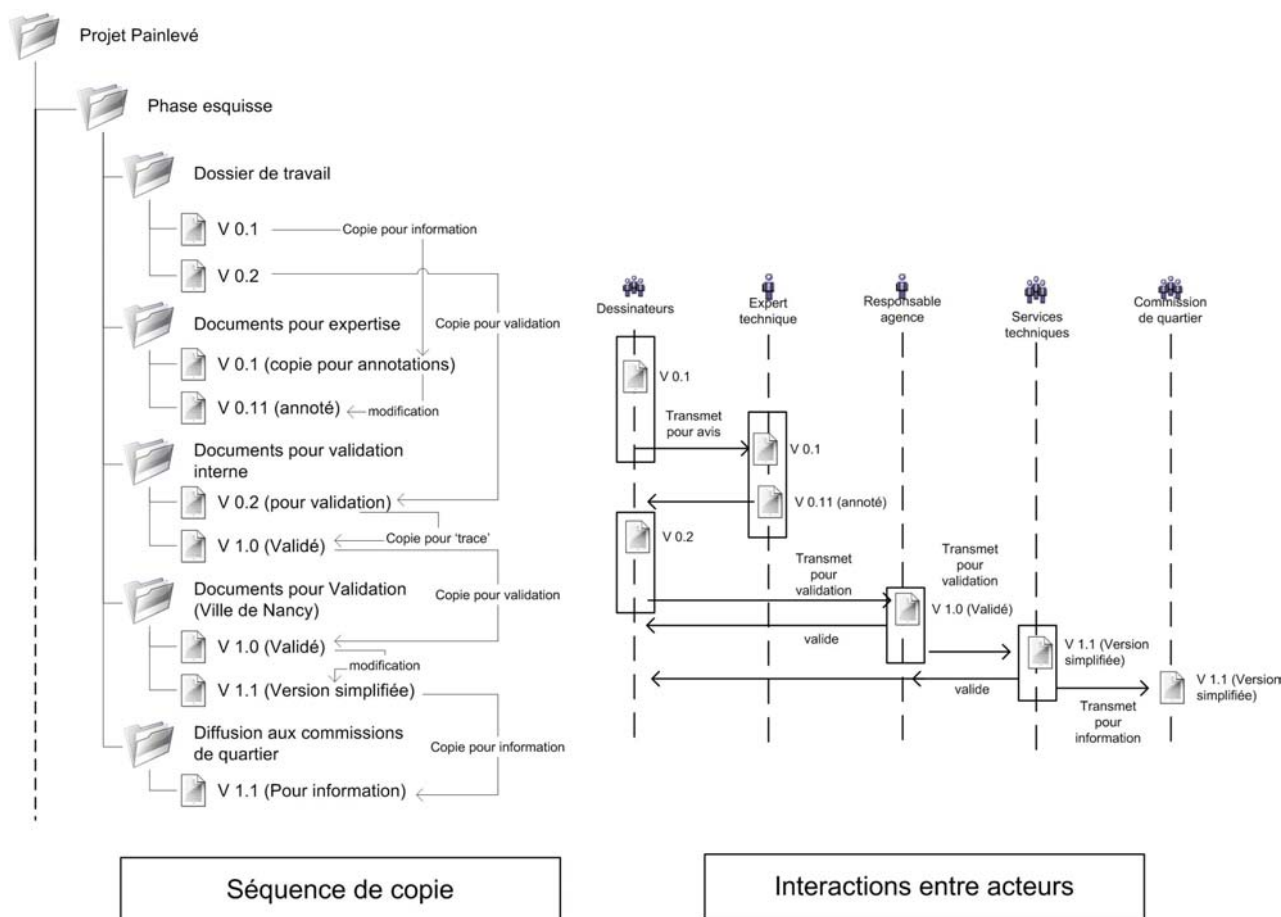 Projet Painlevé
Phase esquisse
Dossier de travail
V 0.1
Copie pour information
V 0.2
Documents pour expertise
Copie pour validation
V 0.1 (copie pour annotations)
V 0.11 (annoté)
modification
Documents pour validation
interne
V 0.2 (pour validation)
V 1.0 (Validé)
Copie pour 'trace'
Documents pour Validation
(Ville de Nancy)
Copie pour validation
V 1.0 (Validé)
modification
V 1.1 (Version simplifiée)
Diffusion aux commissions
de quartier
Copie pour information
V 1.1 (Pour information)
Séquence de copie
Dessinateurs
Expert
technique
Responsable
agence
Services
techniques
Commission
de quartier
V 0.1
Transmet
pour avis
V 0.1
V 0.11 (annoté)
V 0.2
Transmet
pour
validation
Transmet
pour
validation
V 1.0 (Validé)
valide
V 1.1 (Version
simplifiée)
valide
V 1.1 (Version
simplifiée)
Transmet
pour
information
Interactions entre acteurs